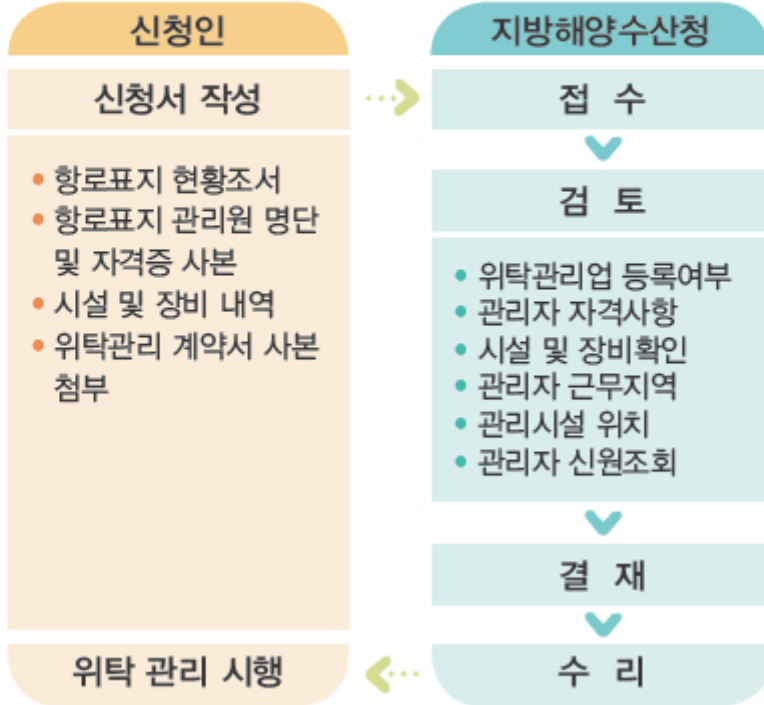 신청인
신청서 작성
• 항로표지 현황조서
• 항로표지 관리원 명단
및 자격증 사본
• 시설 및 장비 내역
• 위탁관리 계약서 사본
첨부
위탁 관리 시행
지방해양수산청
접 수
검 토
• 위탁관리업 등록여부
• 관리자 자격사항
• 시설 및 장비확인
• 관리자 근무지역
• 관리시설 위치
• 관리자 신원조회
결 재
수 리